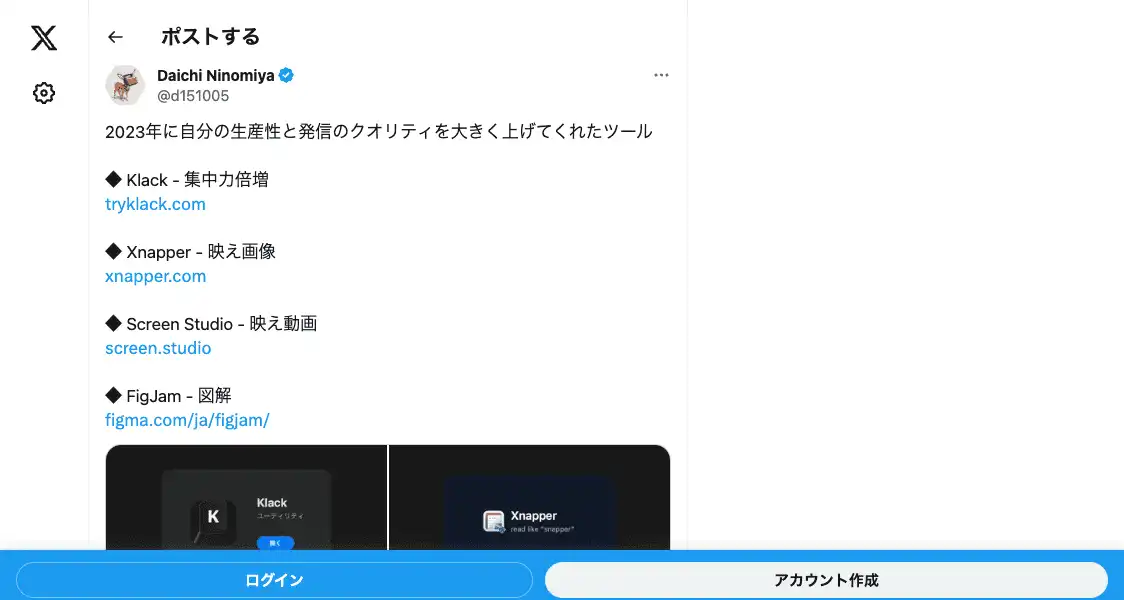 ポストする
Daichi Ninomiya
@d151005
2023年に自分の生産性と発信のクオリティを大きく上げてくれたツール
◆ Klack - 集中力倍増
tryklack.com
◆ Xnapper - 映え画像
xnapper.com
◆ Screen Studio - 映え動画
screen.studio
◆ FigJam - 図解
figma.com/ja/figjam/
K
Klack
ユーティリティ
開く
Xnapper
read like "snapper"
ログイン
アカウント作成